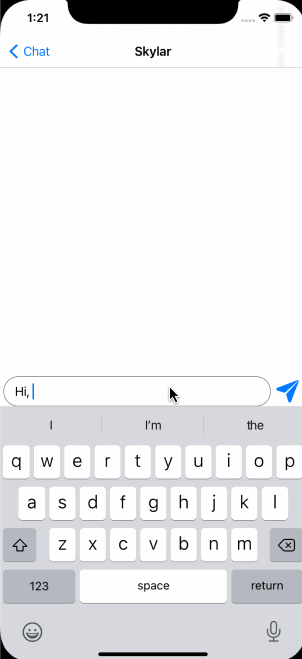 1:21
Chat
Skylar
Hi,
I
I'm
the
q w e r t y u i o p
a s d f g h j k l
z x c v b n m
123 space return